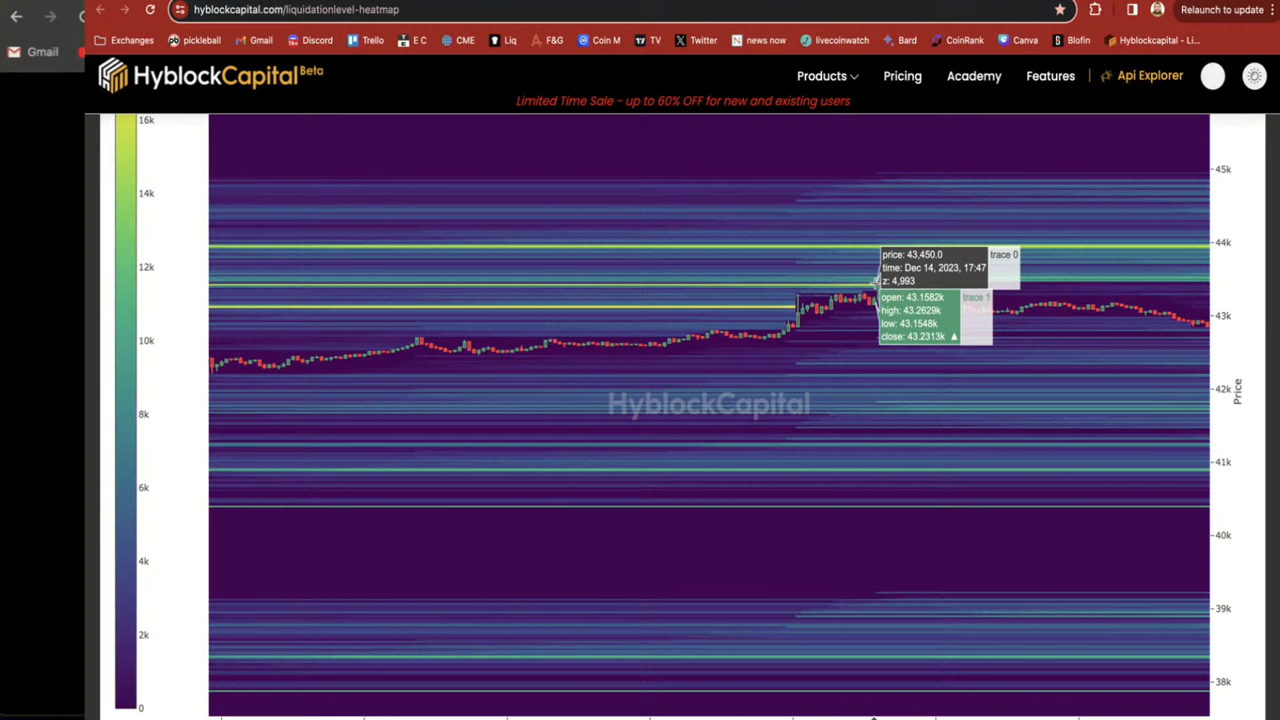 hyblockcapital.com/liquidationlevel-heatmap
Relaunch to update
Gmail
Exchanges
pickleball
Gmail
Discord
Trello
E C
CME
Liq
F&G
Coin M
TV
Twitter
news now
livecoinwatch
Bard
CoinRank
Canva
Blofin
Hyblockcapital - Li...
HyblockCapital Beta
Products
Pricing
Academy
Features
Api Explorer
Limited Time Sale - up to 60% OFF for new and existing users
16k
14k
12k
10k
8k
6k
4k
2k
0
price: 43,450.0
time: Dec 14, 2023, 17:47
z: 4,993
trace 0
open: 43.1582k
high: 43.2629k
low: 43.1548k
close: 43.2313k ▲
trace 1
HyblockCapital
45k
44k
43k
42k
41k
40k
39k
38k
Price